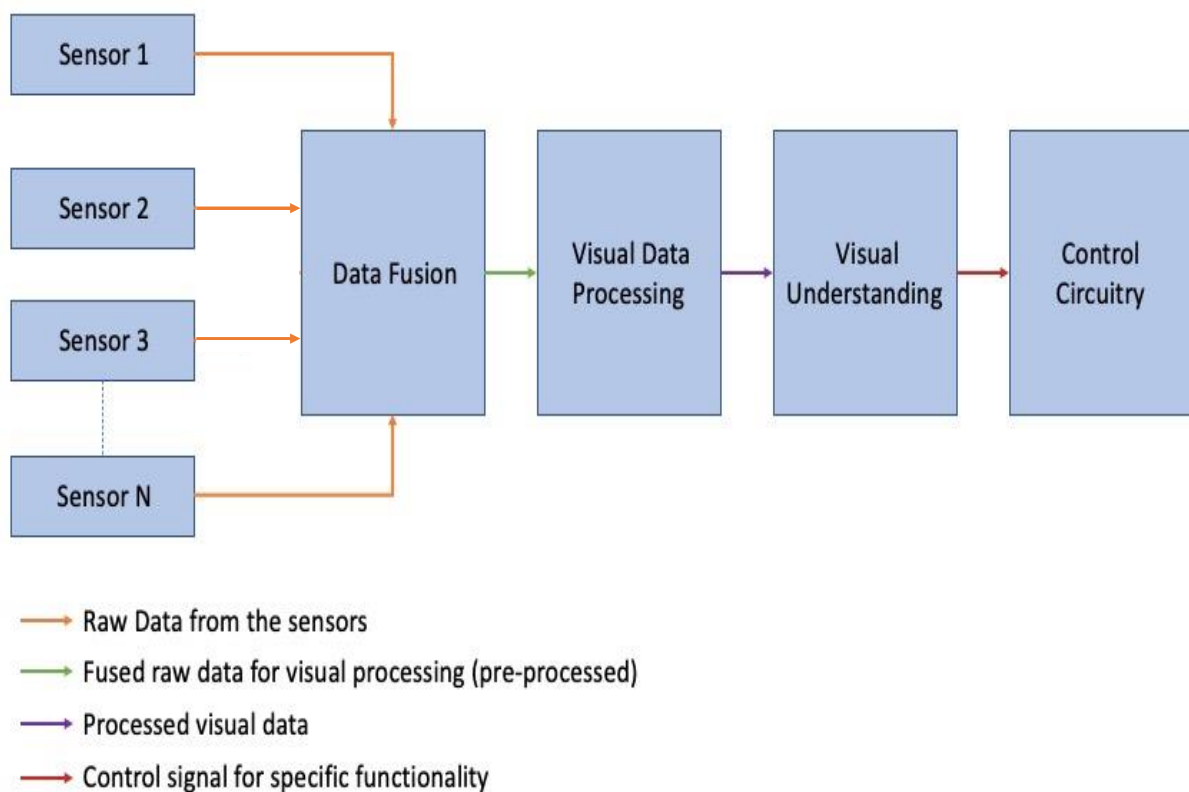 Sensor 1
Sensor 2
Sensor 3
Sensor N
Data Fusion
Visual Data
Processing
Visual
Understanding
Control
Circuitry
Raw Data from the sensors
Fused raw data for visual processing (pre-processed)
Processed visual data
Control signal for specific functionality